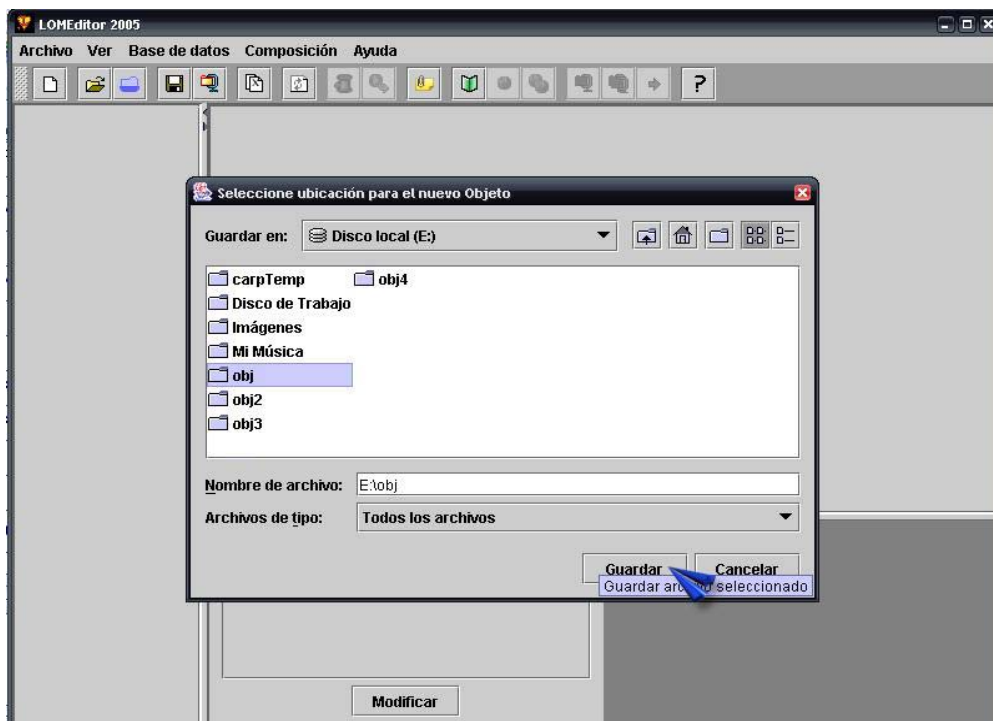 LOMEditor 2005
Archivo Ver Base de datos Composición Ayuda
?
Seleccione ubicación para el nuevo Objeto
Guardar en: Disco local (E:)
carpTemp obj4
Disco de Trabajo
Imágenes
Mi Música
obj
obj2
obj3
Nombre de archivo: E:\obj
Archivos de tipo: Todos los archivos
Guardar Cancelar
Guardar seleccionado
Modificar